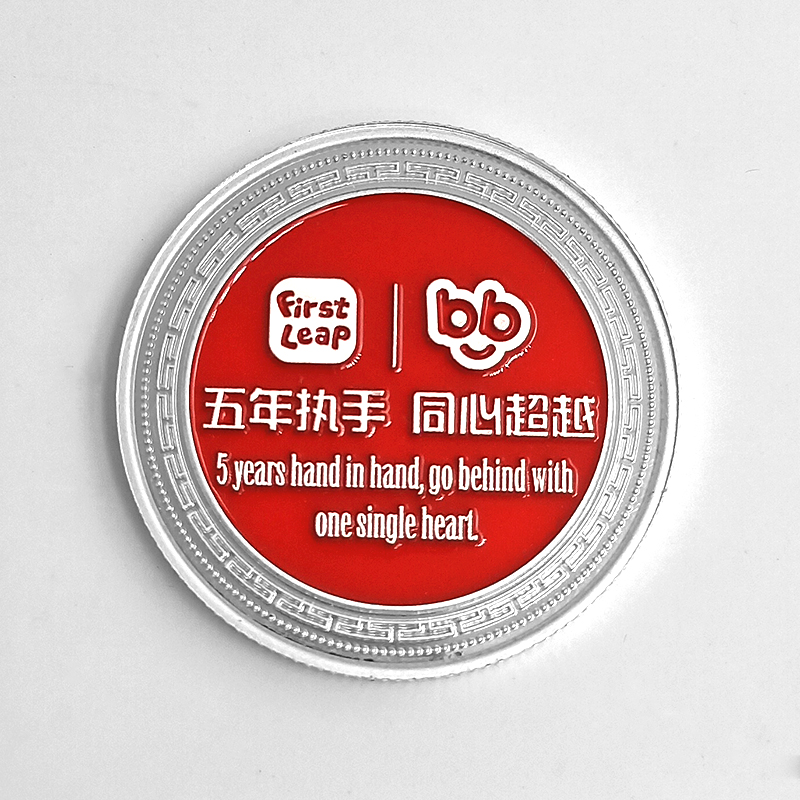 First
Leap
bb
五年执手 同心超越
5 years hand in hand, go behind with
one single heart.